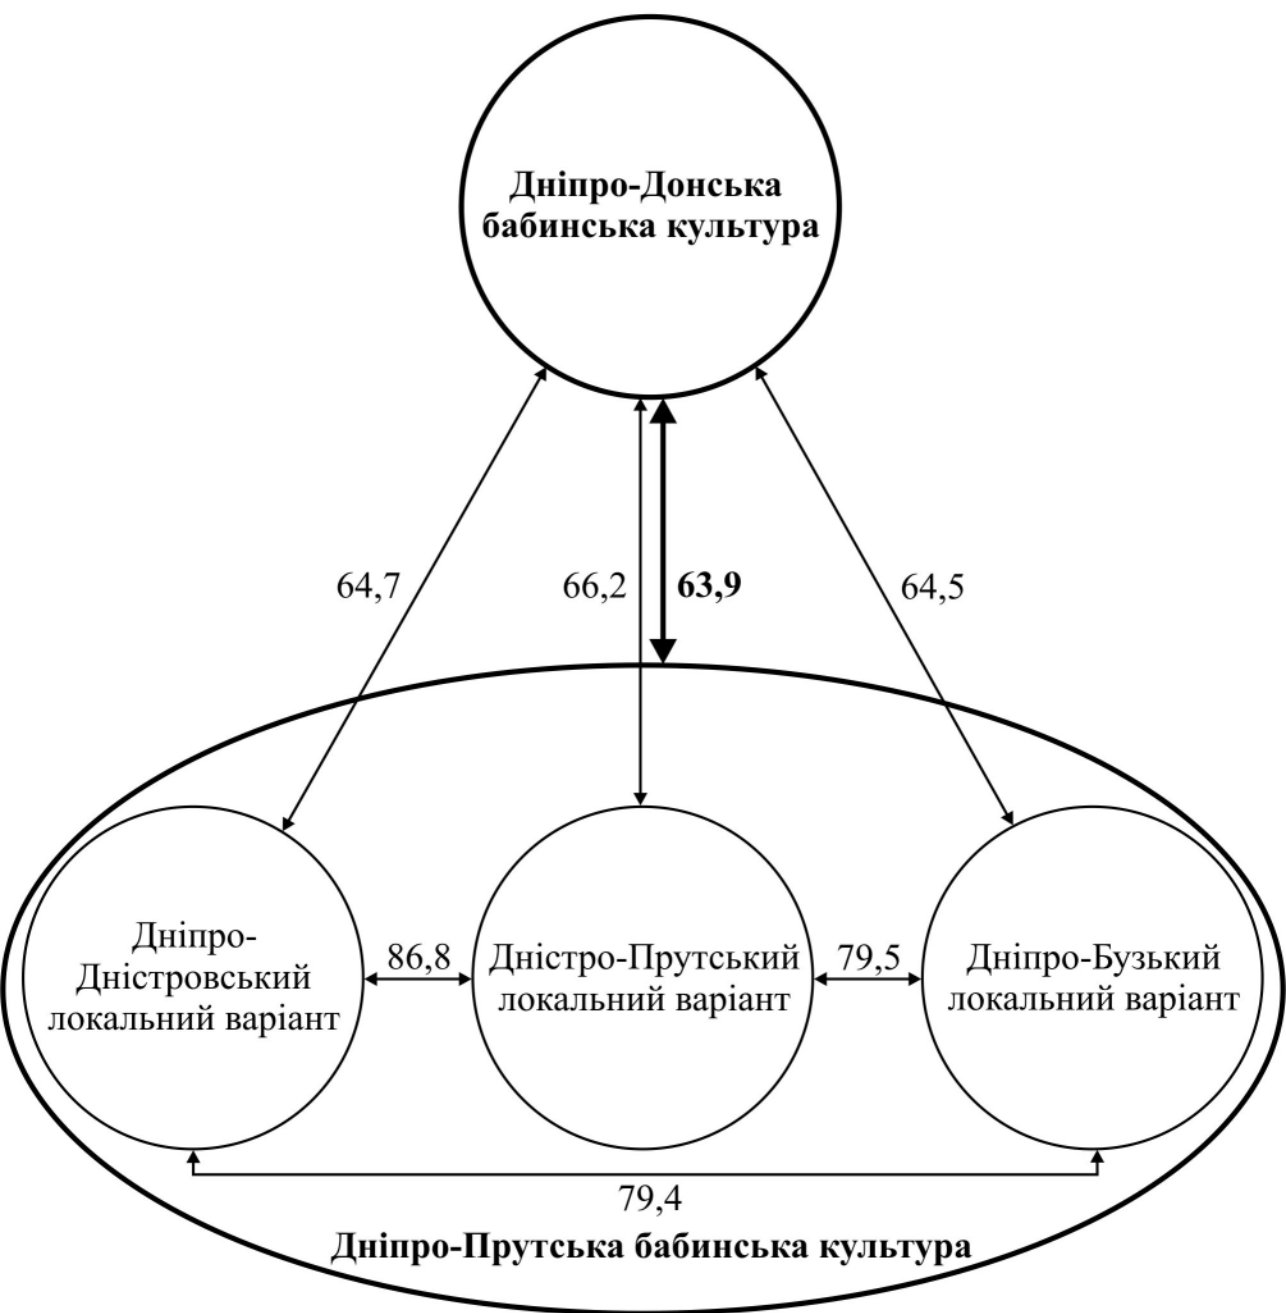 Дніпро-Донська
бабинська культура
64,7
66,2
63,9
64,5
Дніпро-
Дністровський
локальний варіант
86,8
Дністро-Прутський
локальний варіант
79,5
Дніпро-Бузький
локальний варіант
79,4
Дніпро-Прутська бабинська культура